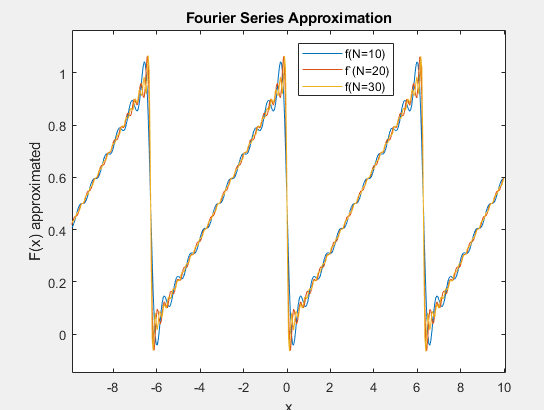 Fourier Series Approximation
f(N=10)
f`(N=20)
f(N=30)
F(x) approximated
1
0.8
0.6
0.4
0.2
0
-8 -6 -4 -2 0 2 4 6 8 10
x